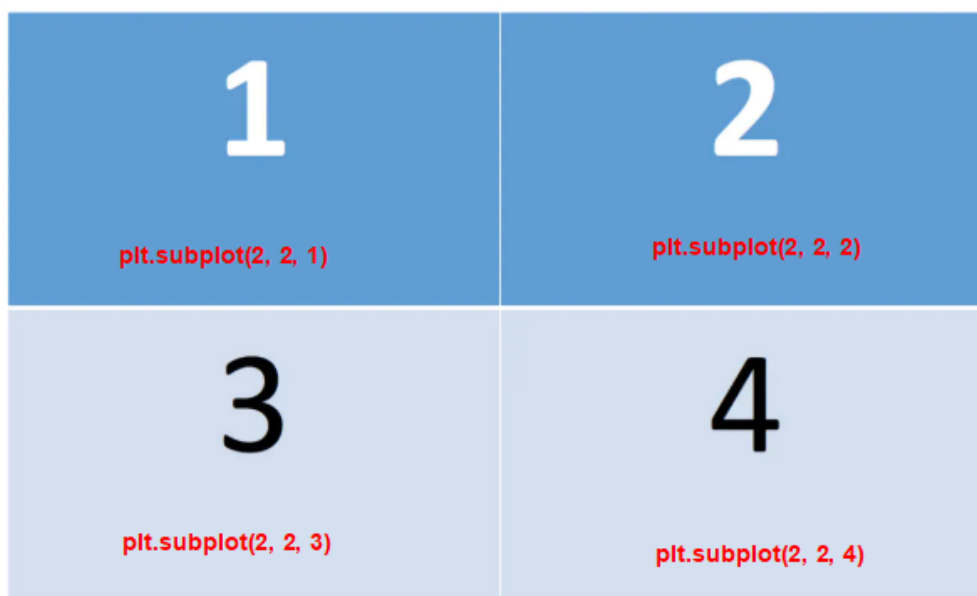 1
2
plt.subplot(2, 2, 1)
plt.subplot(2, 2, 2)
3
4
plt.subplot(2, 2, 3)
plt.subplot(2, 2, 4)